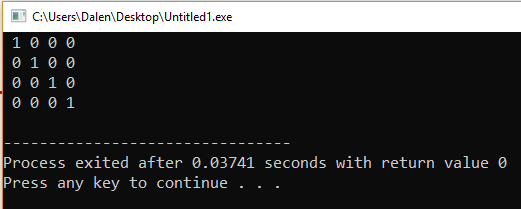 C:\Users\Dalen\Desktop\Untitled1.exe
1 0 0 0
0 1 0 0
0 0 1 0
0 0 0 1
--------------------------------
Process exited after 0.03741 seconds with return value 0
Press any key to continue . . .